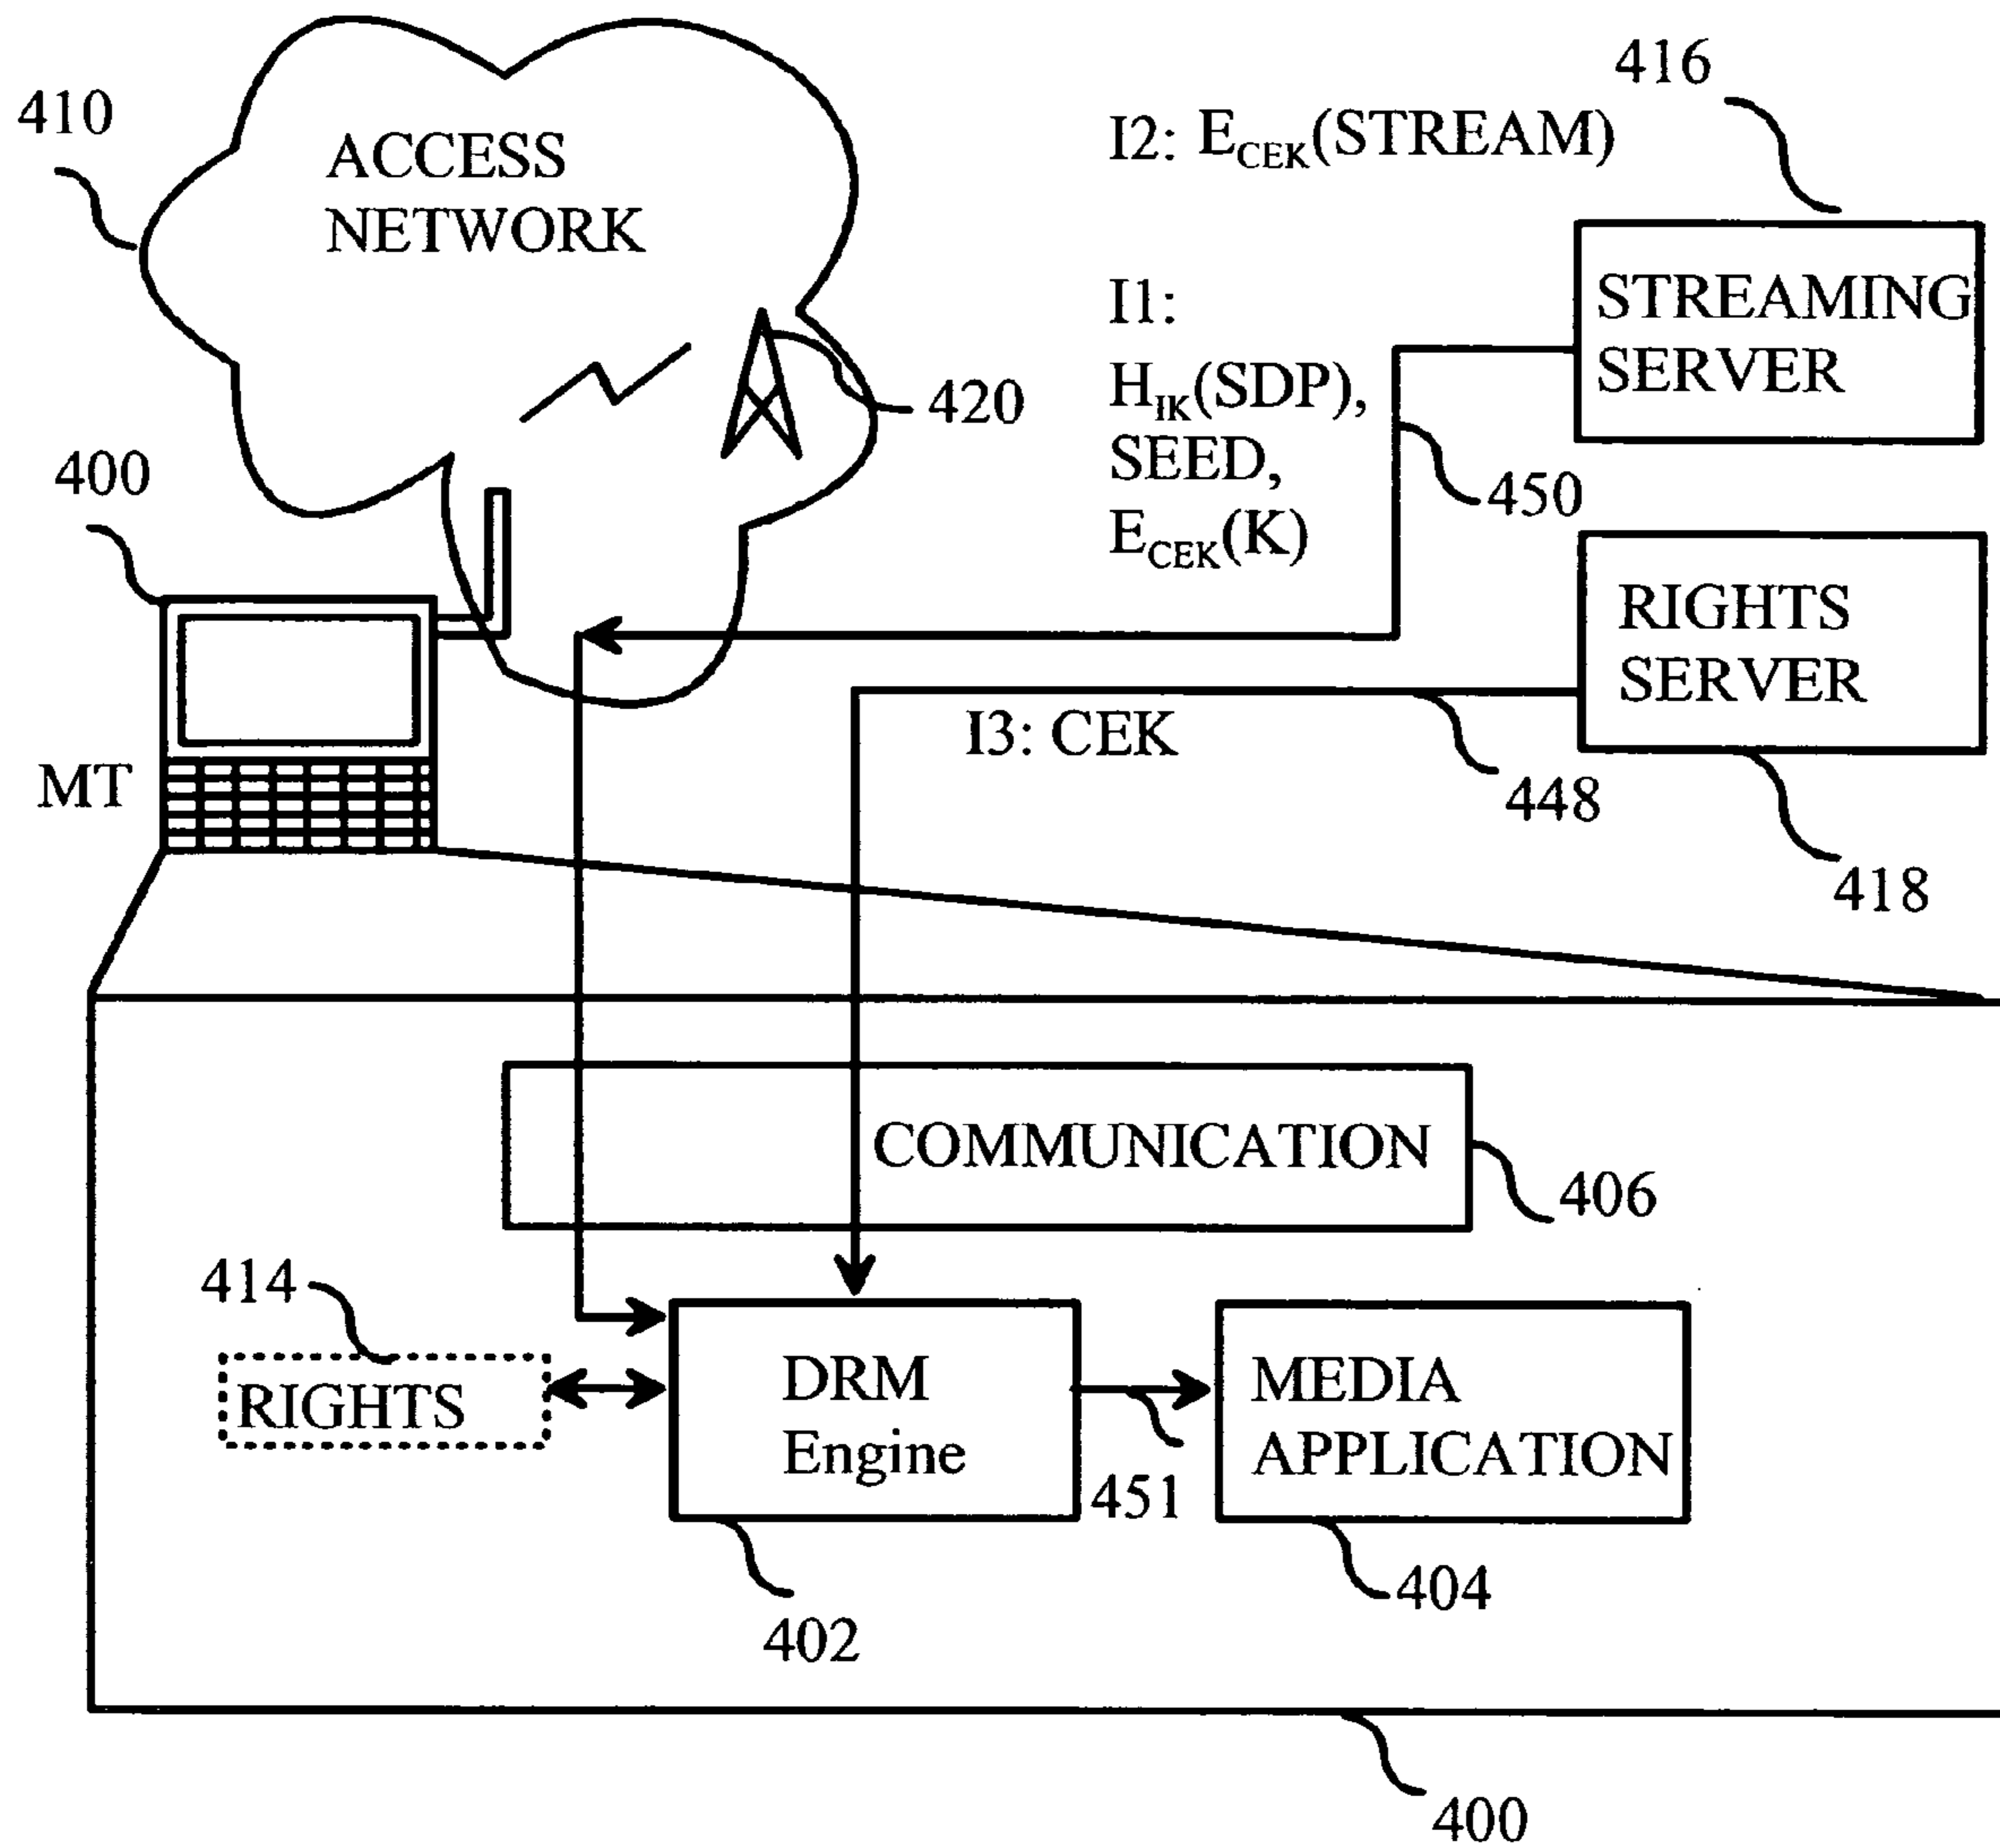 416
I2: E_CEK(STREAM)
410
ACCESS
NETWORK
I1:
STREAMING
SERVER
H_IK(SDP),
420
SEED,
400
450
E_CEK(K)
RIGHTS
SERVER
I3: CEK
MT
448
418
COMMUNICATION
406
414
RIGHTS
DRM
Engine
MEDIA
APPLICATION
451
404
402
400